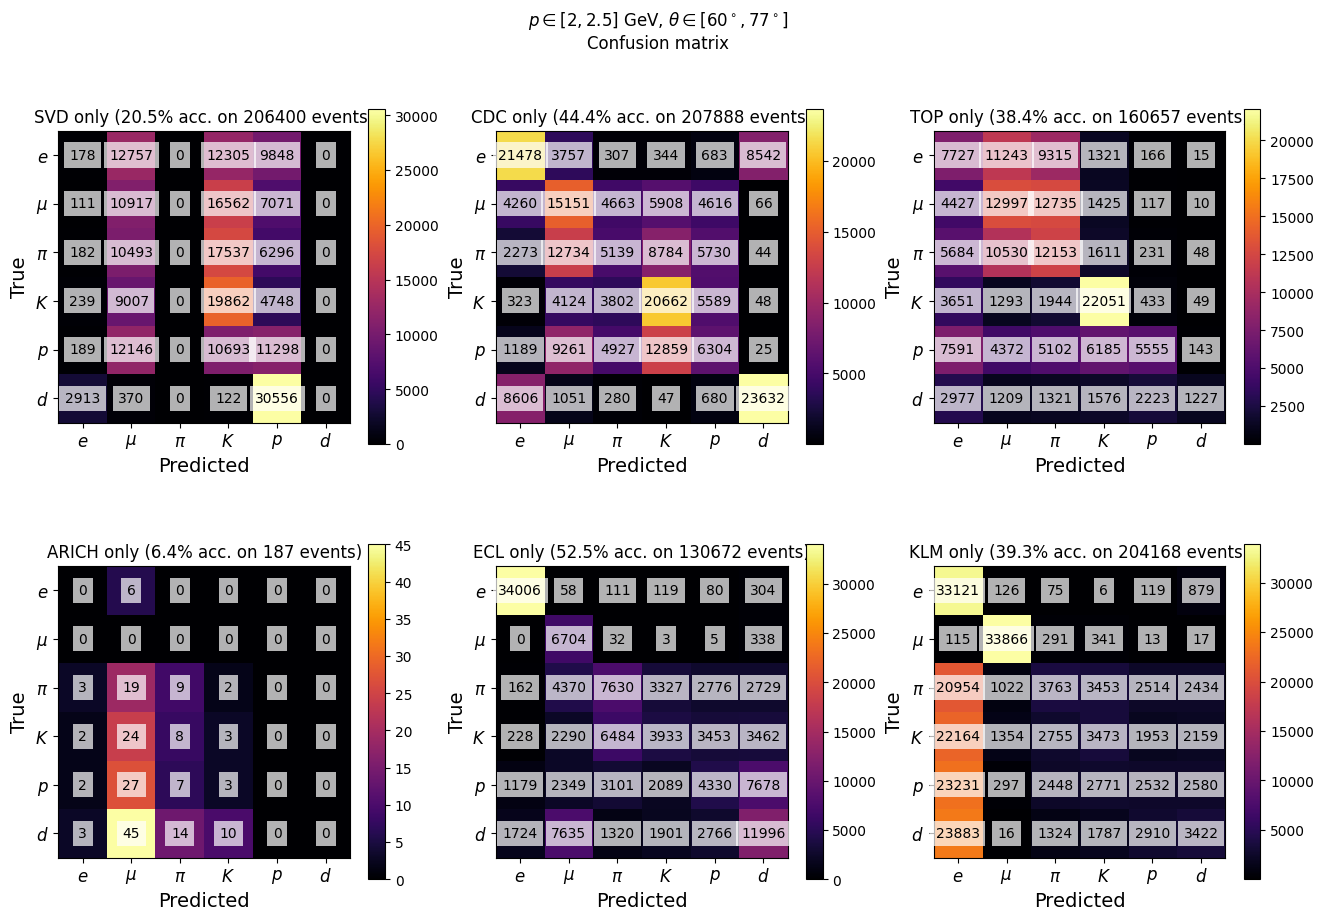 p ∈ [2, 2.5] GeV, θ ∈ [60°, 77°]
Confusion matrix
SVD only (20.5% acc. on 206400 events
True
e 178 12757 0 12305 9848 0
μ 111 10917 0 16562 7071 0
π 182 10493 0 17537 6296 0
K 239 9007 0 19862 4748 0
p 189 12146 0 10693 11298 0
d 2913 370 0 122 30556 0
e μ π K p d
Predicted
30000
25000
20000
15000
10000
5000
0
CDC only (44.4% acc. on 207888 events
True
e 21478 3757 307 344 683 8542
μ 4260 15151 4663 5908 4616 66
π 2273 12734 5139 8784 5730 44
K 323 4124 3802 20662 5589 48
p 1189 9261 4927 12859 6304 25
d 8606 1051 280 47 680 23632
e μ π K p d
Predicted
20000
15000
10000
5000
TOP only (38.4% acc. on 160657 events
True
e 7727 11243 9315 1321 166 15
μ 4427 12997 12735 1425 117 10
π 5684 10530 12153 1611 231 48
K 3651 1293 1944 22051 433 49
p 7591 4372 5102 6185 5555 143
d 2977 1209 1321 1576 2223 1227
e μ π K p d
Predicted
20000
17500
15000
12500
10000
7500
5000
2500
ARICH only (6.4% acc. on 187 events)
True
e 0 6 0 0 0 0
μ 0 0 0 0 0 0
π 3 19 9 2 0 0
K 2 24 8 3 0 0
p 2 27 7 3 0 0
d 3 45 14 10 0 0
e μ π K p d
Predicted
45
40
35
30
25
20
15
10
5
0
ECL only (52.5% acc. on 130672 events
True
e 34006 58 111 119 80 304
μ 0 6704 32 3 5 338
π 162 4370 7630 3327 2776 2729
K 228 2290 6484 3933 3453 3462
p 1179 2349 3101 2089 4330 7678
d 1724 7635 1320 1901 2766 11996
e μ π K p d
Predicted
30000
25000
20000
15000
10000
5000
0
KLM only (39.3% acc. on 204168 events
True
e 33121 126 75 6 119 879
μ 115 33866 291 341 13 17
π 20954 1022 3763 3453 2514 2434
K 22164 1354 2755 3473 1953 2159
p 23231 297 2448 2771 2532 2580
d 23883 16 1324 1787 2910 3422
e μ π K p d
Predicted
30000
25000
20000
15000
10000
5000